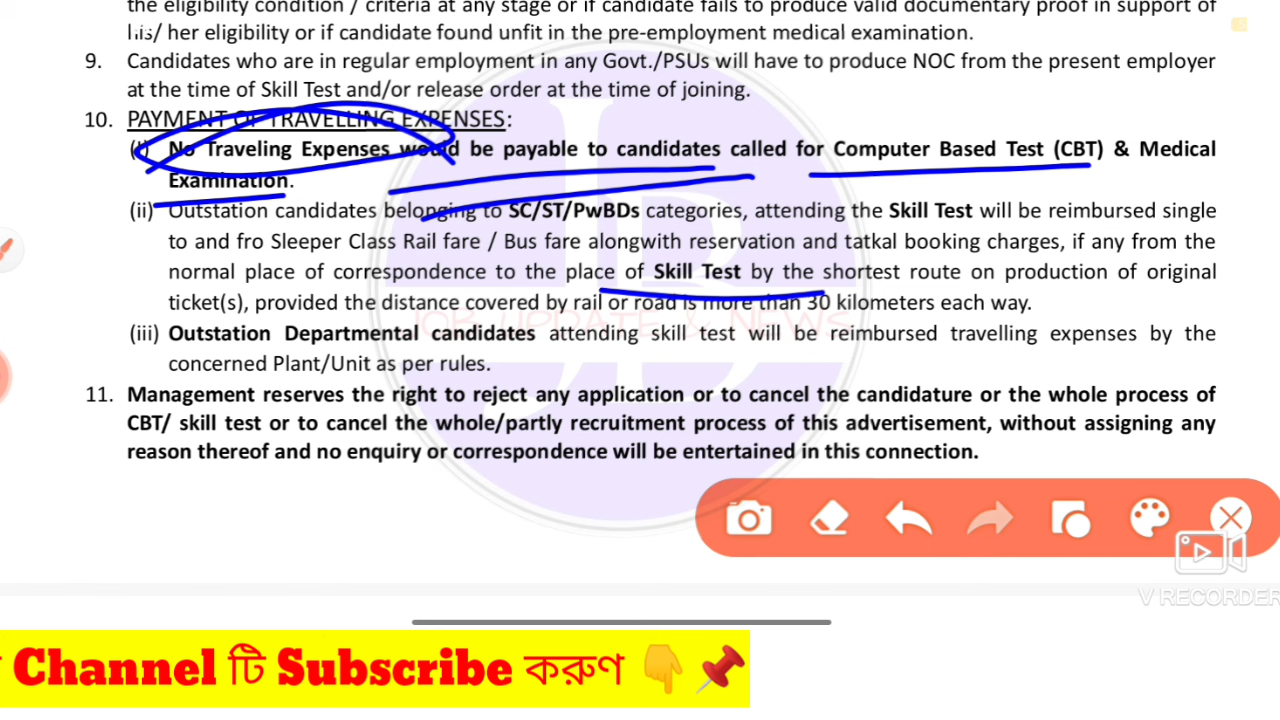 the eligibility condition / criteria at any stage or if candidate fails to produce valid documentary proof in support of
his/ her eligibility or if candidate found unfit in the pre-employment medical examination.
9. Candidates who are in regular employment in any Govt./PSUs will have to produce NOC from the present employer
at the time of Skill Test and/or release order at the time of joining.
10. PAYMENT OF TRAVELLING EXPENSES:
(i) No Traveling Expenses would be payable to candidates called for Computer Based Test (CBT) & Medical
Examination.
(ii) Outstation candidates belonging to SC/ST/PwBDs categories, attending the Skill Test will be reimbursed single
to and fro Sleeper Class Rail fare / Bus fare alongwith reservation and tatkal booking charges, if any from the
normal place of correspondence to the place of Skill Test by the shortest route on production of original
ticket(s), provided the distance covered by rail or road is more than 30 kilometers each way.
JOB UPDATE & NEWS
(iii) Outstation Departmental candidates attending skill test will be reimbursed travelling expenses by the
concerned Plant/Unit as per rules.
11. Management reserves the right to reject any application or to cancel the candidature or the whole process of
CBT/ skill test or to cancel the whole/partly recruitment process of this advertisement, without assigning any
reason thereof and no enquiry or correspondence will be entertained in this connection.
V RECORDER
Channel টি Subscribe করুণ 👇📌